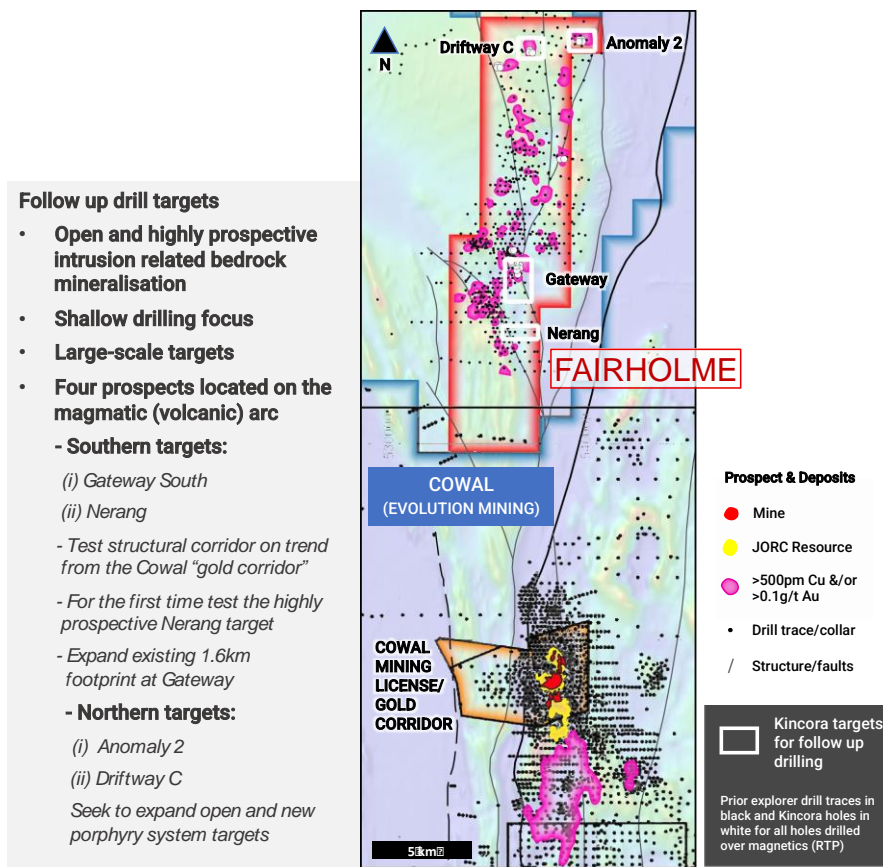 Follow up drill targets
• Open and highly prospective
intrusion related bedrock
mineralisation
• Shallow drilling focus
• Large-scale targets
• Four prospects located on the
magmatic (volcanic) arc
- Southern targets:
(i) Gateway South
(ii) Nerang
- Test structural corridor on trend
from the Cowal “gold corridor”
- For the first time test the highly
prospective Nerang target
- Expand existing 1.6km
footprint at Gateway
- Northern targets:
(i) Anomaly 2
(ii) Driftway C
Seek to expand open and new
porphyry system targets
N
Driftway C
Anomaly 2
Gateway
Nerang
FAIRHOLME
COWAL
(EVOLUTION MINING)
COWAL
MINING
LICENSE/
GOLD
CORRIDOR
5 km
Prospect & Deposits
Mine
JORC Resource
>500pm Cu &/or
>0.1g/t Au
Drill trace/collar
Structure/faults
Kincora targets
for follow up
drilling
Prior explorer drill traces in
black and Kincora holes in
white for all holes drilled
over magnetics (RTP)